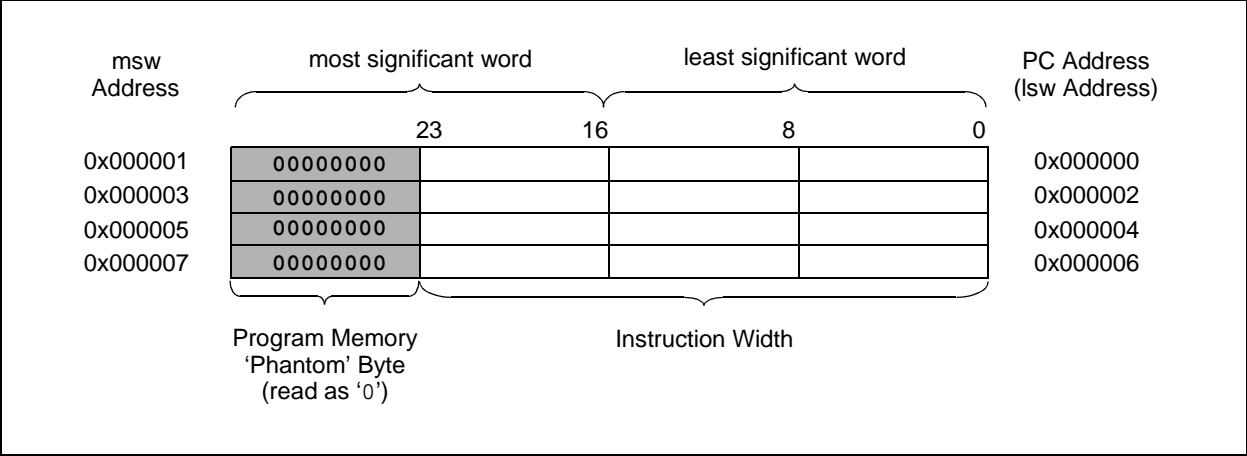 msw
Address
most significant word
least significant word
PC Address
(lsw Address)
23 16 8 0
0x000001 00000000 0x000000
0x000003 00000000 0x000002
0x000005 00000000 0x000004
0x000007 00000000 0x000006
Program Memory
‘Phantom’ Byte
(read as ‘0’)
Instruction Width